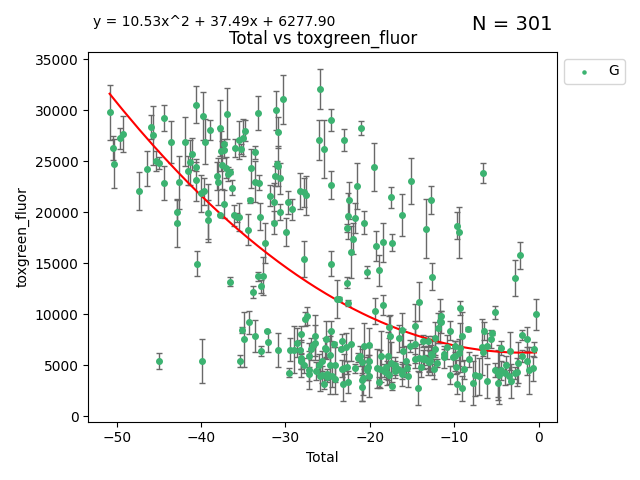 y = 10.53x^2 + 37.49x + 6277.90
N = 301
Total vs toxgreen_fluor
35000
30000
25000
20000
15000
10000
5000
0
toxgreen_fluor
−50
−40
−30
−20
−10
0
Total
G